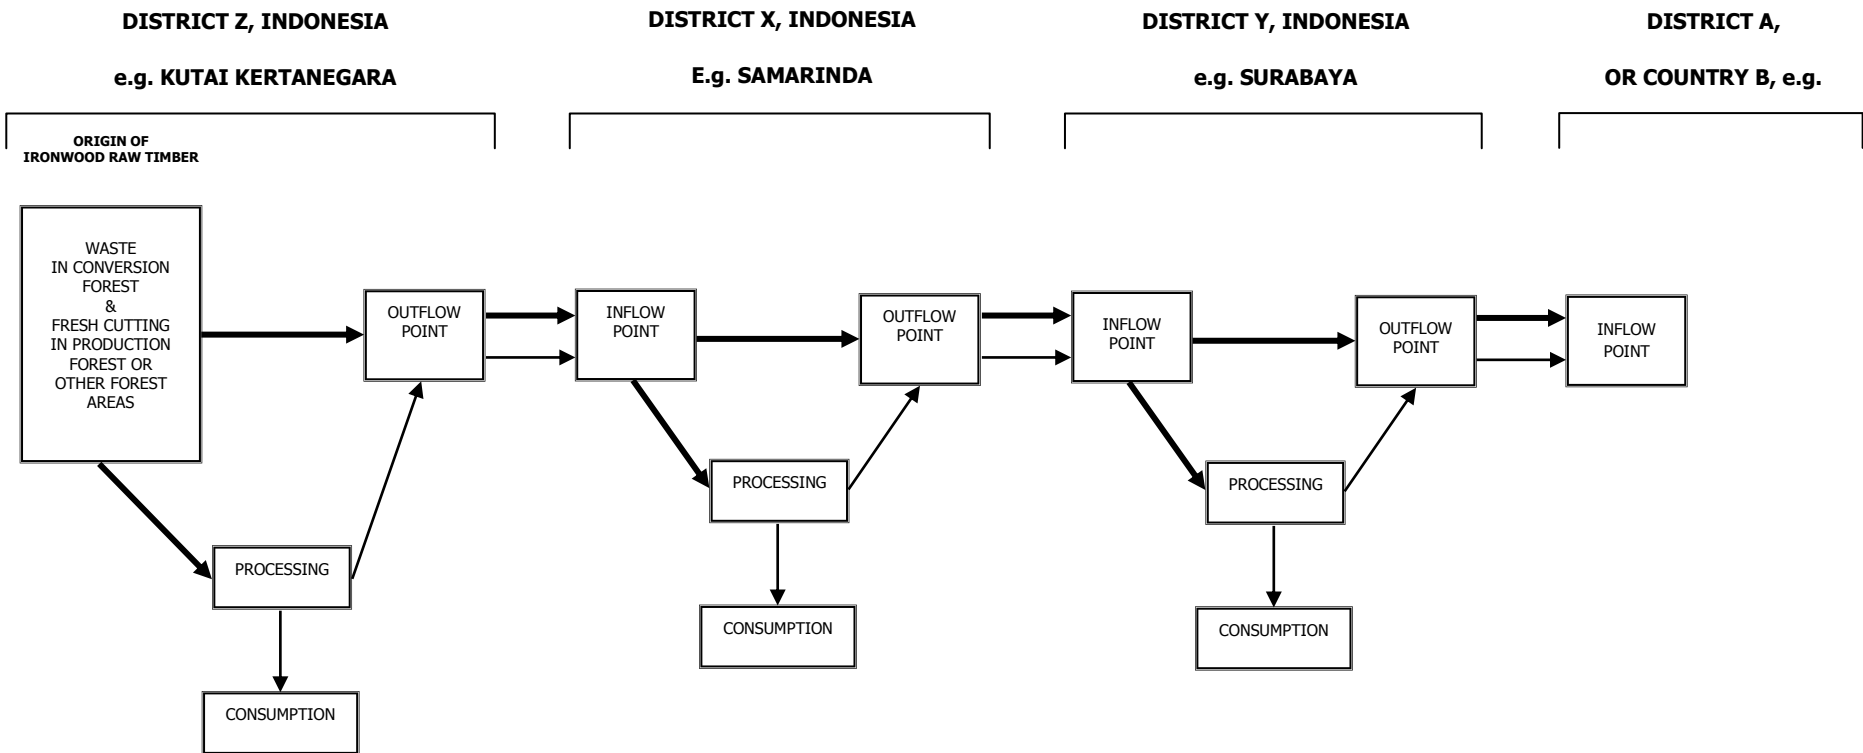 DISTRICT Z, INDONESIA
e.g. KUTAI KERTANEGARA
DISTRICT X, INDONESIA
E.g. SAMARINDA
DISTRICT Y, INDONESIA
e.g. SURABAYA
DISTRICT A,
OR COUNTRY B, e.g.
ORIGIN OF
IRONWOOD RAW TIMBER
WASTE
IN CONVERSION
FOREST
&
FRESH CUTTING
IN PRODUCTION
FOREST OR
OTHER FOREST
AREAS
OUTFLOW
POINT
PROCESSING
CONSUMPTION
INFLOW
POINT
OUTFLOW
POINT
PROCESSING
CONSUMPTION
INFLOW
POINT
OUTFLOW
POINT
PROCESSING
CONSUMPTION
INFLOW
POINT